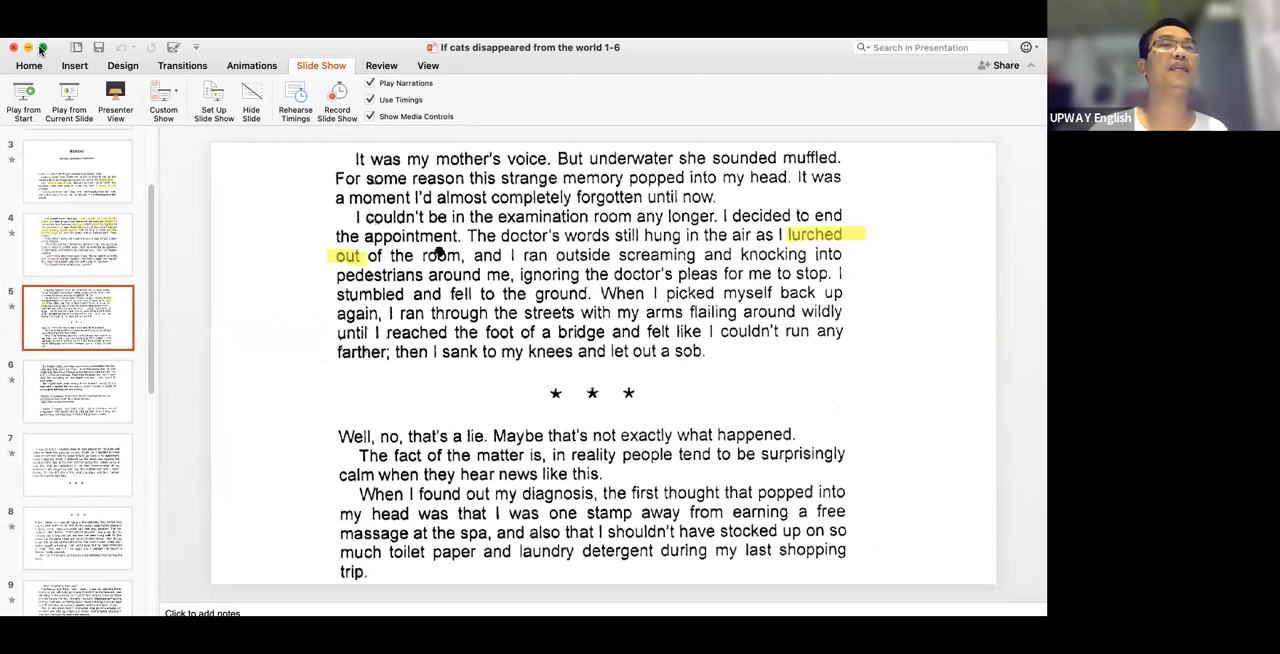 If cats disappeared from the world 1-6
Search in Presentation
Home Insert Design Transitions Animations Slide Show Review View
Share
Play from Start
Play from Current Slide
Presenter View
Custom Show
Set Up Slide Show
Hide Slide
Rehearse Timings
Record Slide Show
Play Narrations
Use Timings
Show Media Controls
UPWAY English
3
4
5
6
7
8
9
It was my mother's voice. But underwater she sounded muffled.
For some reason this strange memory popped into my head. It was
a moment I'd almost completely forgotten until now.
I couldn't be in the examination room any longer. I decided to end
the appointment. The doctor's words still hung in the air as I lurched
out of the room, and I ran outside screaming and knocking into
pedestrians around me, ignoring the doctor's pleas for me to stop. I
stumbled and fell to the ground. When I picked myself back up
again, I ran through the streets with my arms flailing around wildly
until I reached the foot of a bridge and felt like I couldn't run any
farther; then I sank to my knees and let out a sob.
★ ★ ★
Well, no, that's a lie. Maybe that's not exactly what happened.
The fact of the matter is, in reality people tend to be surprisingly
calm when they hear news like this.
When I found out my diagnosis, the first thought that popped into
my head was that I was one stamp away from earning a free
massage at the spa, and also that I shouldn't have stocked upon so
much toilet paper and laundry detergent during my last shopping
trip.
Click to add notes